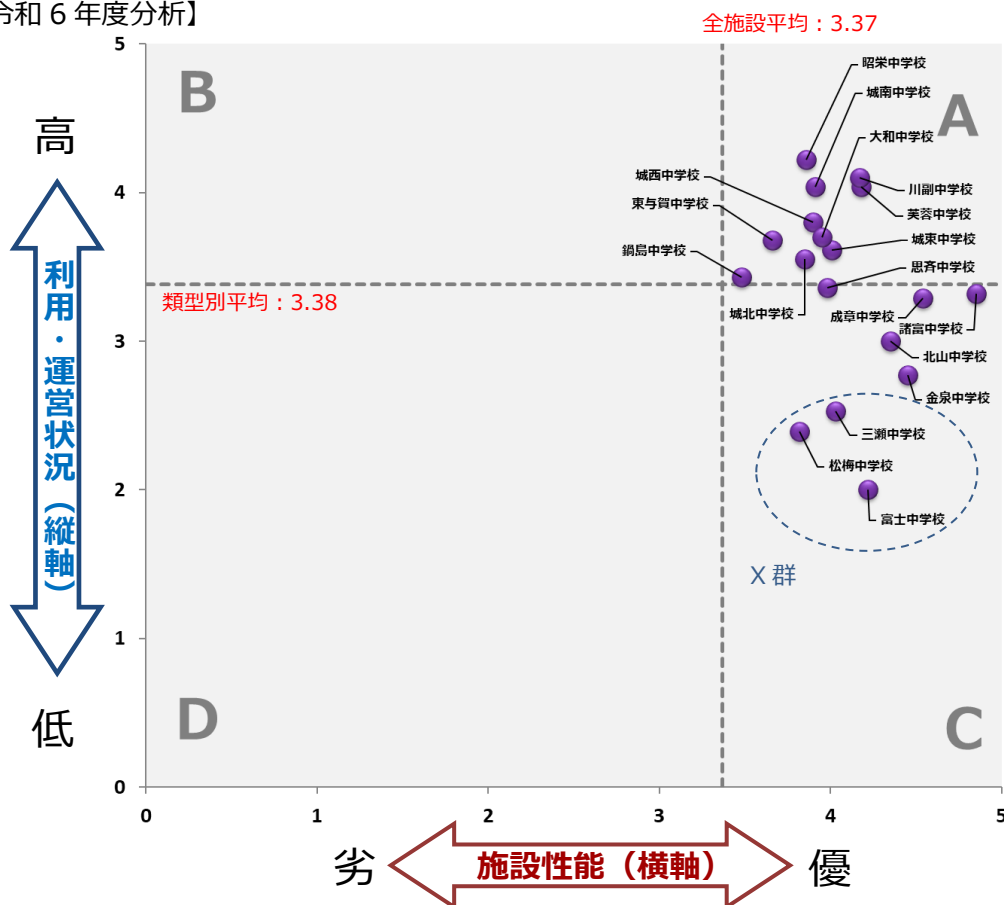 令和６年度分析】
全施設平均：3.37
5
B
A
高
昭栄中学校
城南中学校
大和中学校
4
城西中学校
川副中学校
東与賀中学校
芙蓉中学校
城東中学校
鍋島中学校
思斉中学校
類型別平均：3.38
城北中学校
成章中学校
諸富中学校
3
北山中学校
金泉中学校
三瀬中学校
松梅中学校
2
富士中学校
X 群
利用・運営状況（縦軸）
1
低
D
C
0
0
1
2
3
4
5
劣
施設性能（横軸）
優